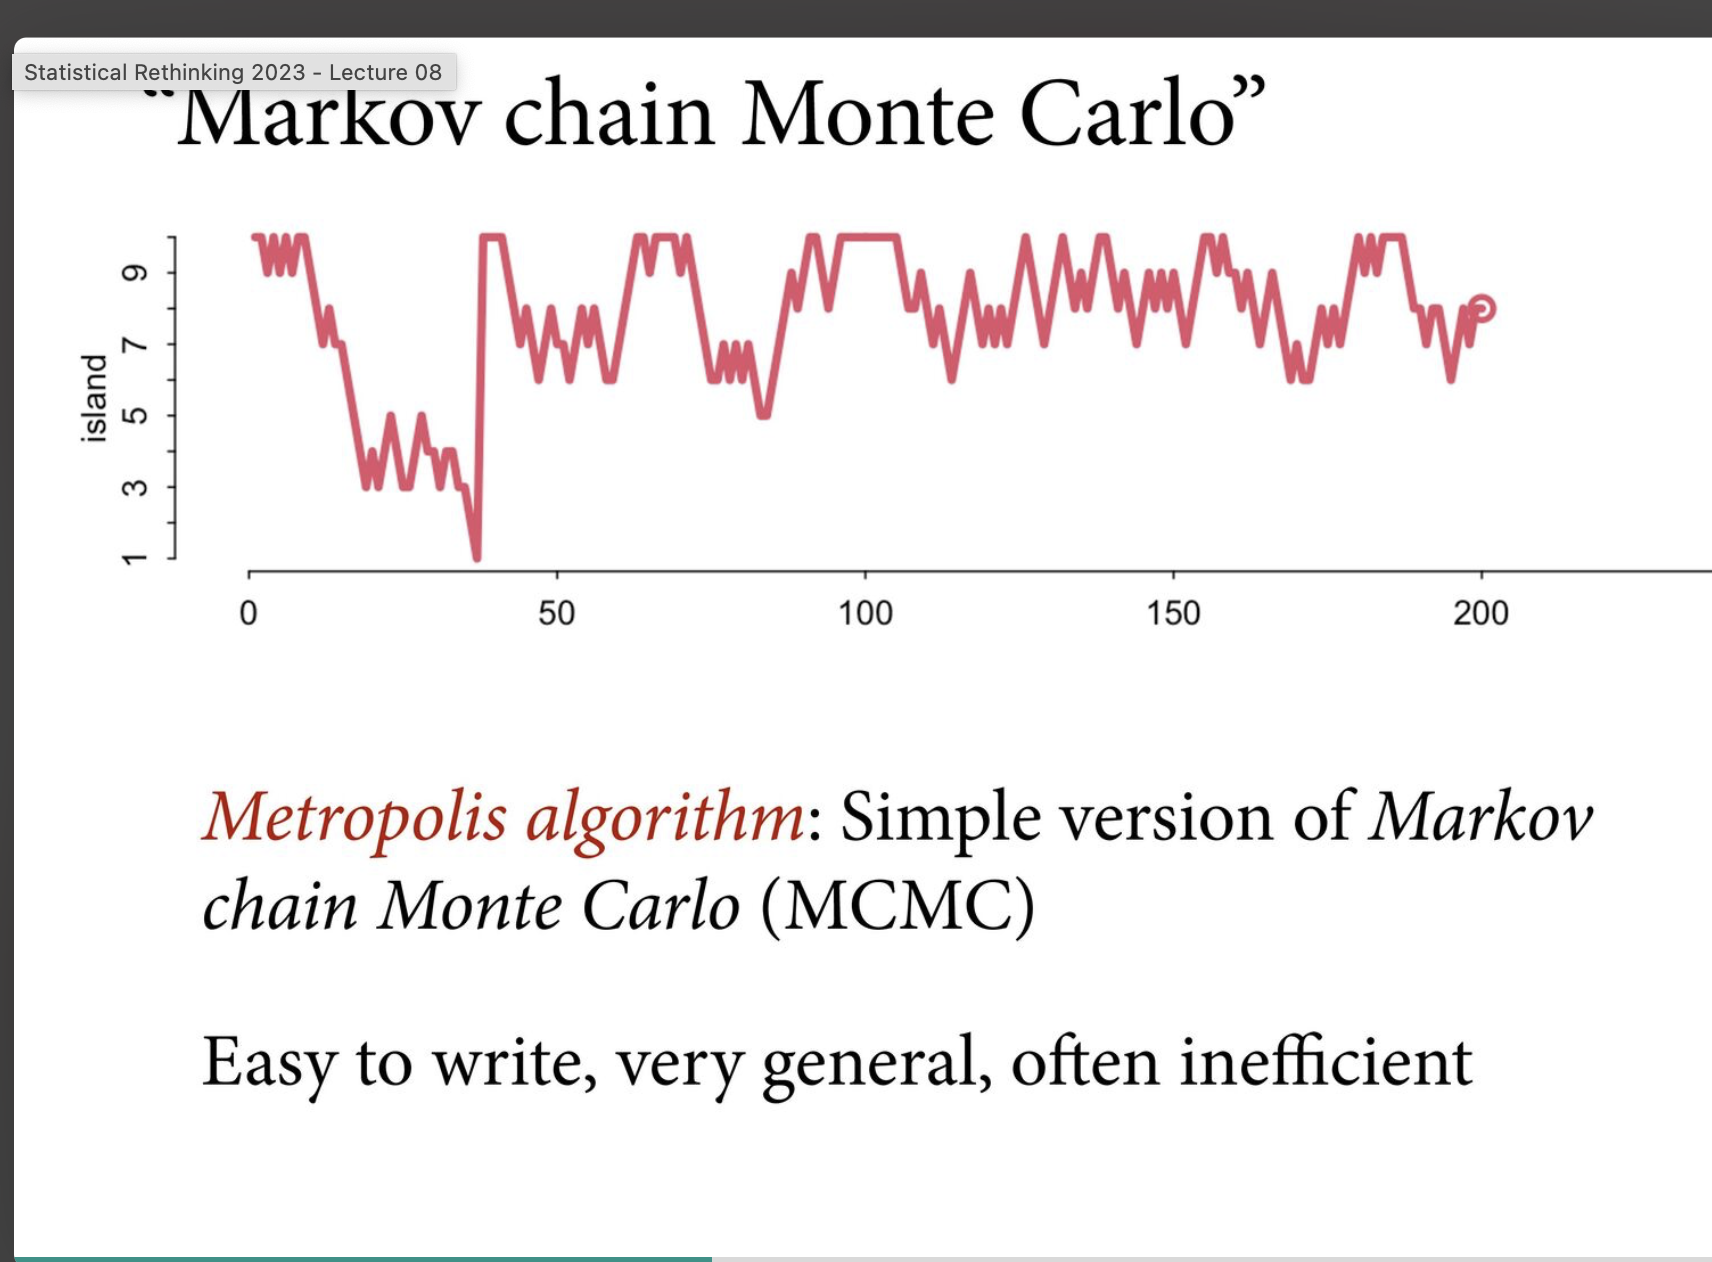 Statistical Rethinking 2023 - Lecture 08
“Markov chain Monte Carlo”
9
7
5
3
1
island
0 50 100 150 200
Metropolis algorithm: Simple version of Markov
chain Monte Carlo (MCMC)
Easy to write, very general, often inefficient